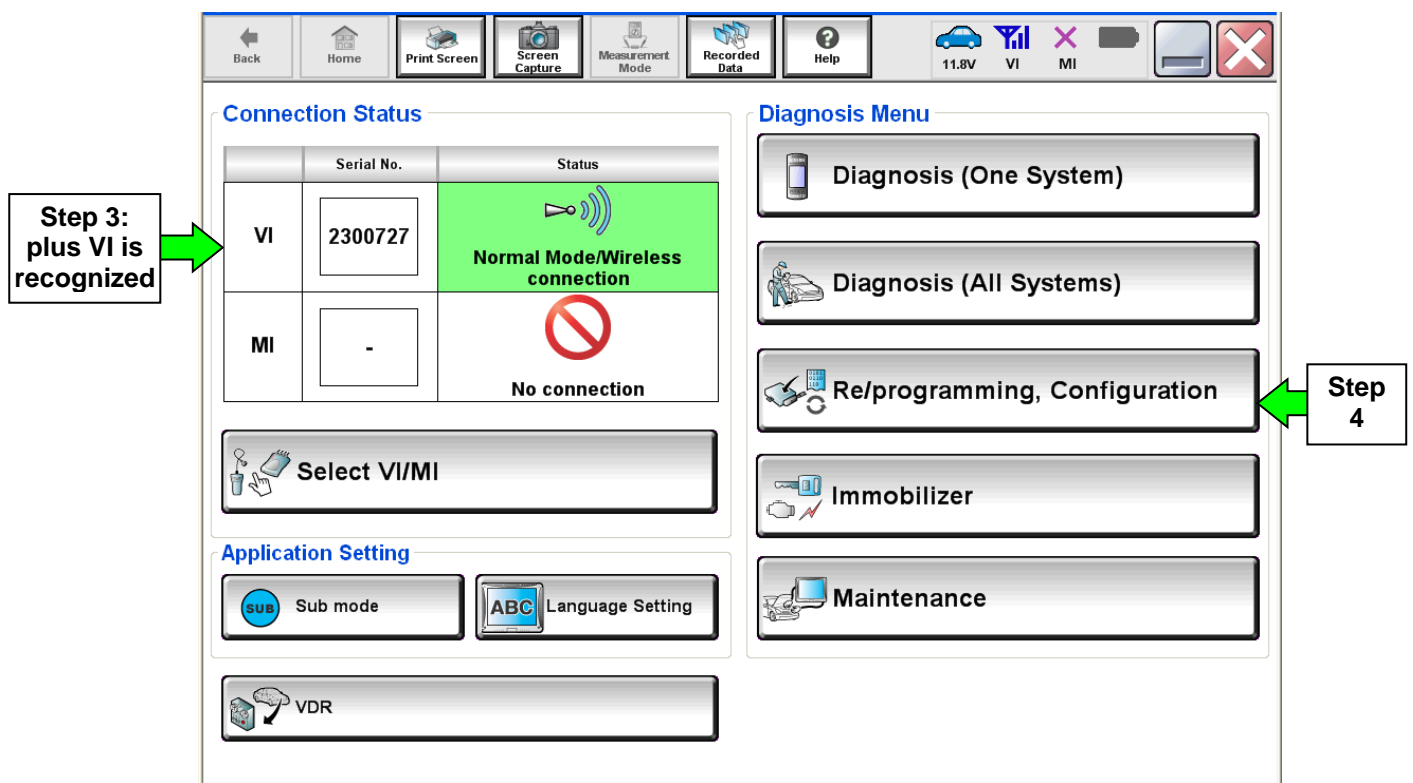 Back
Home
Print Screen
Screen
Capture
Measurement
Mode
Recorded
Data
?
Help
11.8V
VI
MI
Connection Status
Serial No.
Status
VI
2300727
Normal Mode/Wireless
connection
MI
-
No connection
Select VI/MI
Application Setting
SUB
Sub mode
ABC
Language Setting
VDR
Diagnosis Menu
Diagnosis (One System)
Diagnosis (All Systems)
Re/programming, Configuration
Immobilizer
Maintenance
Step 3:
plus VI is
recognized
Step
4